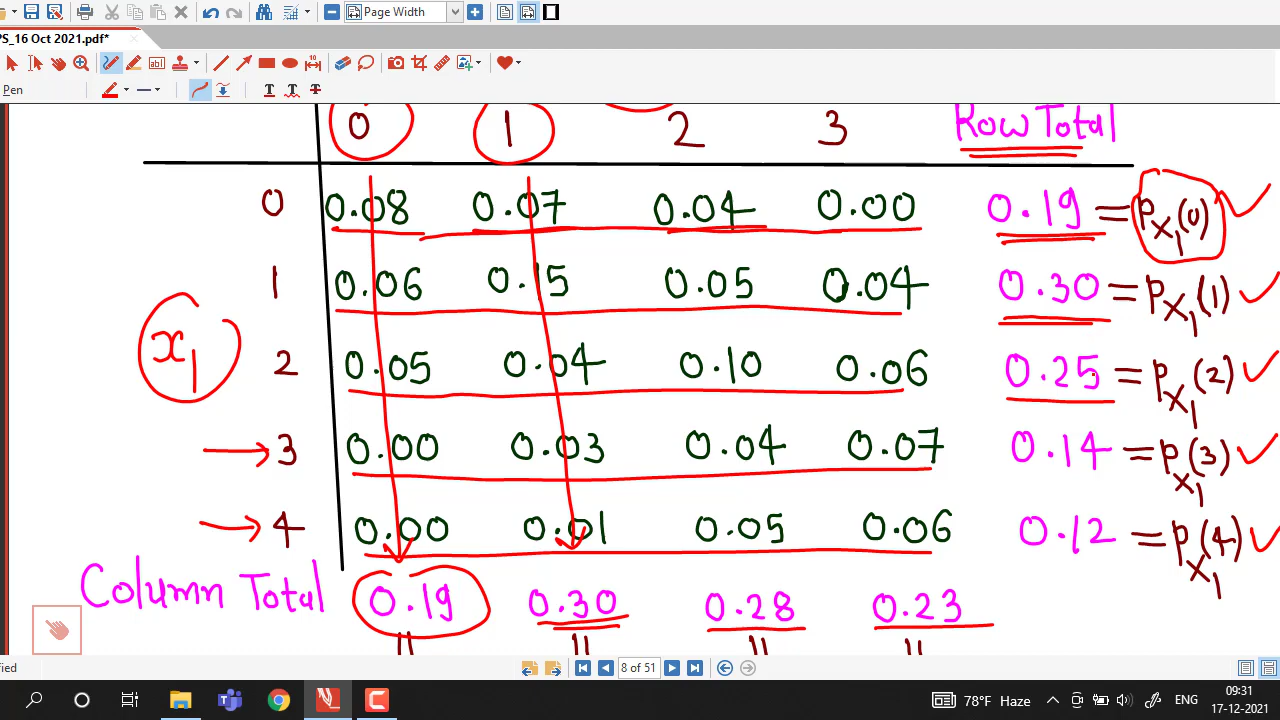 Page Width
PS_16 Oct 2021.pdf*
Pen
0 1 2 3 Row Total
0 0.08 0.07 0.04 0.00 0.19 = PX1(0)
1 0.06 0.15 0.05 0.04 0.30 = PX1(1)
x1
2 0.05 0.04 0.10 0.06 0.25 = PX1(2)
3 0.00 0.03 0.04 0.07 0.14 = PX1(3)
4 0.00 0.01 0.05 0.06 0.12 = PX1(4)
Column Total 0.19 0.30 0.28 0.23
8 of 51
78°F Haze ENG 09:31
17-12-2021